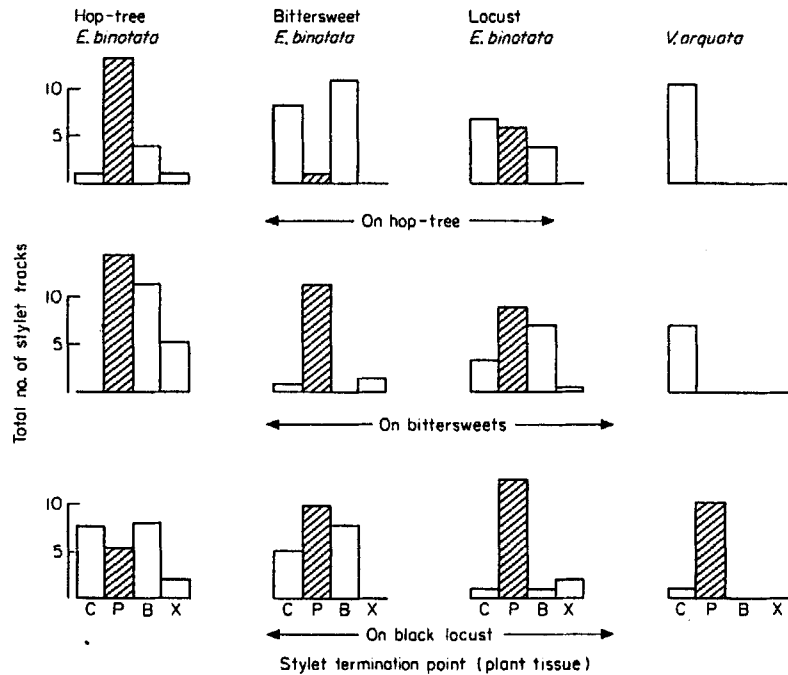 Hop-tree Bittersweet Locust
E. binotata E. binotata E. binotata V. arquata
10
5
On hop-tree
Total no. of stylet tracks
10
5
On bittersweets
10
5
C P B X C P B X C P B X C P B X
On black locust
Stylet termination point (plant tissue)